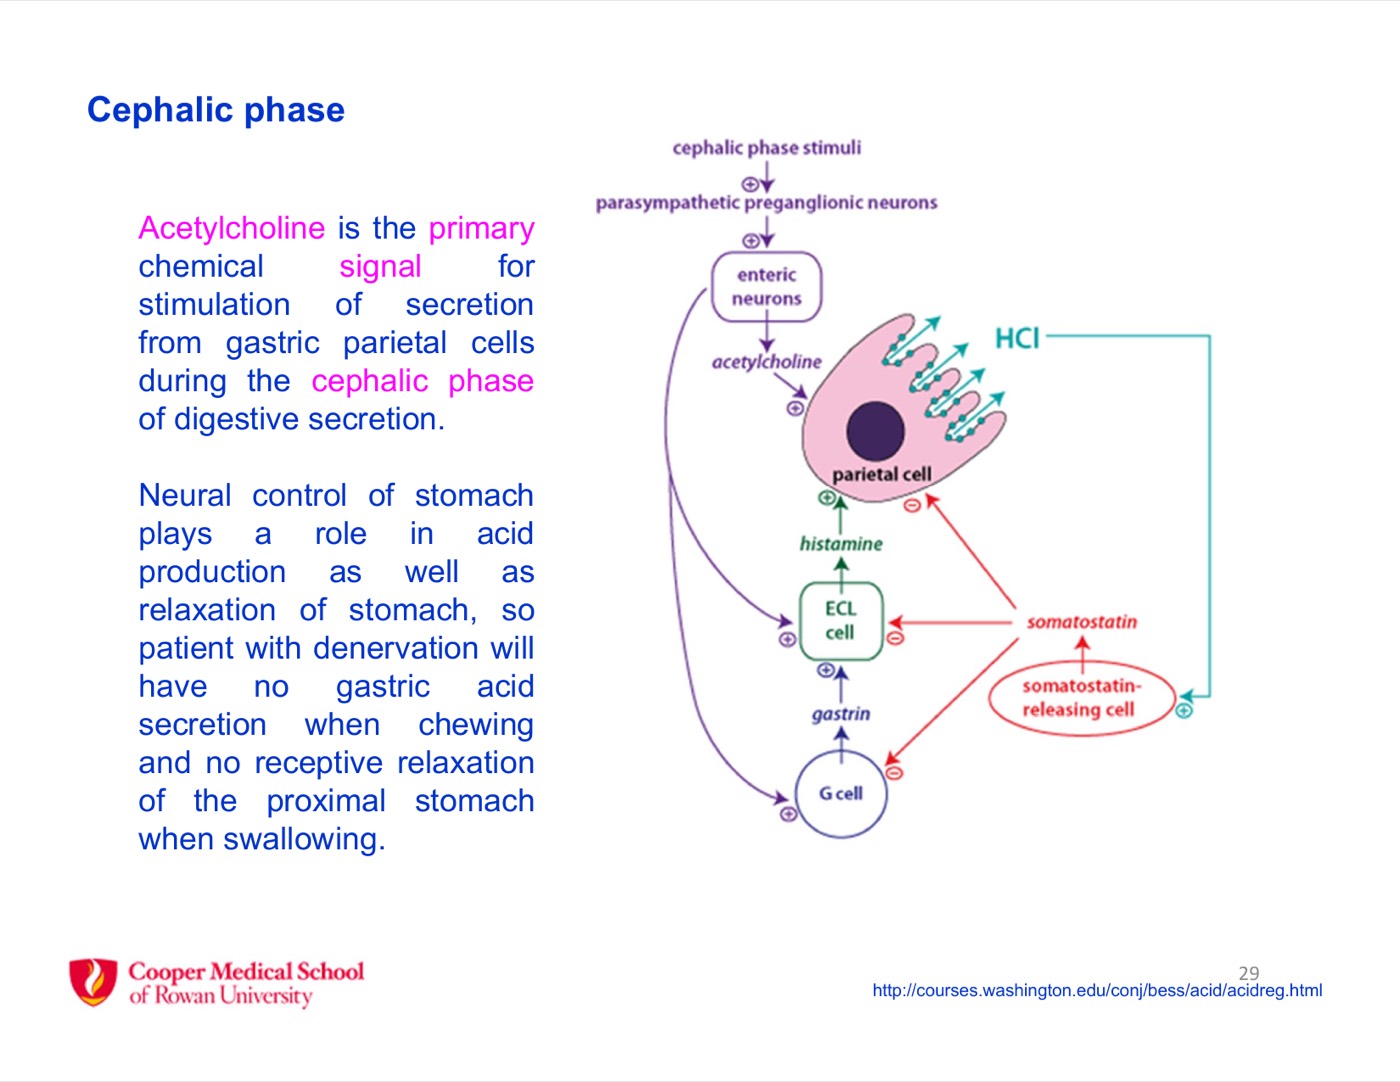 Cephalic phase
Acetylcholine is the primary
chemical signal for
stimulation of secretion
from gastric parietal cells
during the cephalic phase
of digestive secretion.
Neural control of stomach
plays a role in acid
production as well as
relaxation of stomach, so
patient with denervation will
have no gastric acid
secretion when chewing
and no receptive relaxation
of the proximal stomach
when swallowing.
cephalic phase stimuli
+
parasympathetic preganglionic neurons
+
enteric
neurons
acetylcholine
+
HCl
parietal cell
+
−
histamine
ECL
cell
+
−
somatostatin
+
somatostatin-
releasing cell
+
gastrin
−
G cell
+
Cooper Medical School
of Rowan University
29
http://courses.washington.edu/conj/bess/acid/acidreg.html